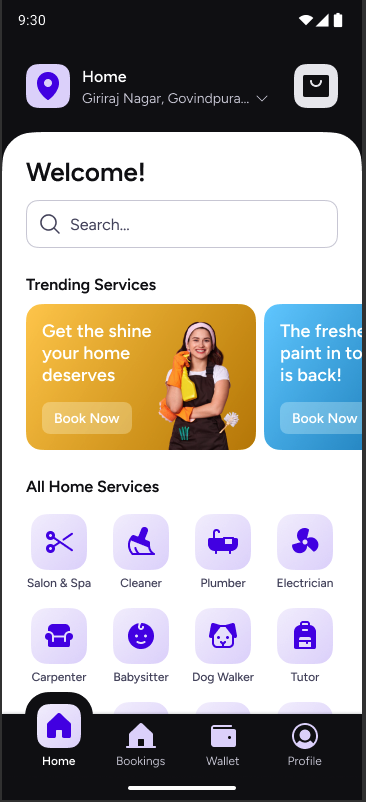 9:30
Home
Giriraj Nagar, Govindpura...
Welcome!
Search...
Trending Services
Get the shine
your home
deserves
Book Now
The freshe
paint in to
is back!
Book Now
All Home Services
Salon & Spa
Cleaner
Plumber
Electrician
Carpenter
Babysitter
Dog Walker
Tutor
Home
Bookings
Wallet
Profile